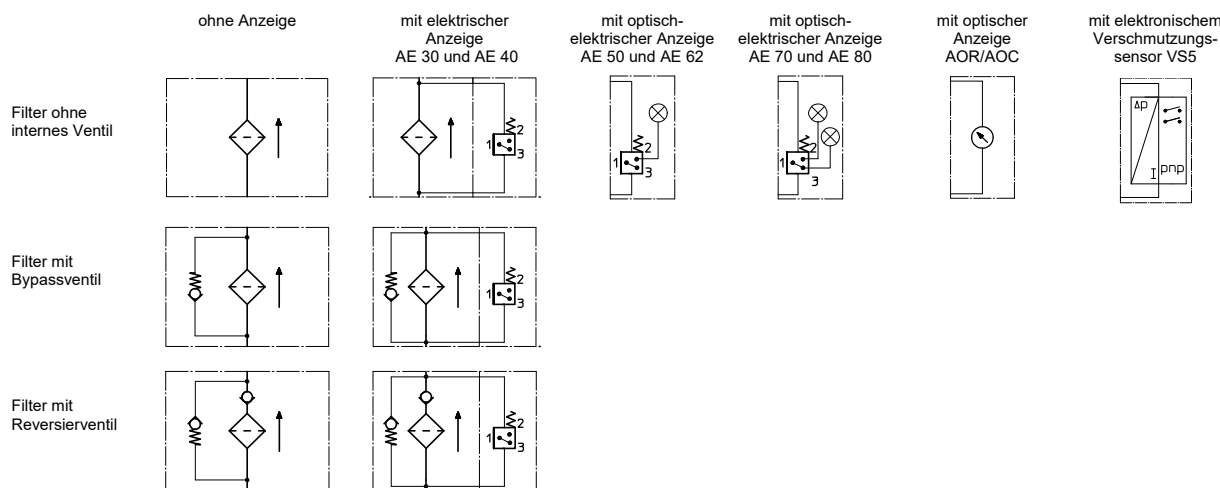 ohne Anzeige
mit elektrischer
Anzeige
AE 30 und AE 40
mit optisch-
elektrischer Anzeige
AE 50 und AE 62
mit optisch-
elektrischer Anzeige
AE 70 und AE 80
mit optischer
Anzeige
AOR/AOC
mit elektronischem
Verschmutzungs-
sensor VS5
Filter ohne
internes Ventil
1 2
3
1 2
3
1 2
3
Δp
I pnp
Filter mit
Bypassventil
1 2
3
Filter mit
Reversierventil
1 2
3